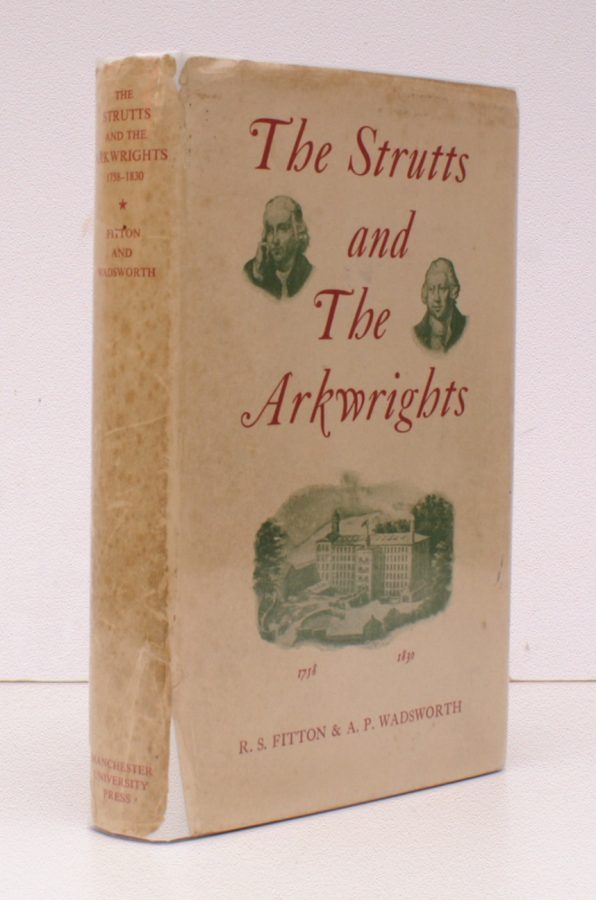 THE
STRUTTS
AND THE
ARKWRIGHTS
1758–1830
★
FITTON
AND
WADSWORTH
MANCHESTER
UNIVERSITY
PRESS
The Strutts
and
The
Arkwrights
1758
1830
R. S. FITTON & A. P. WADSWORTH